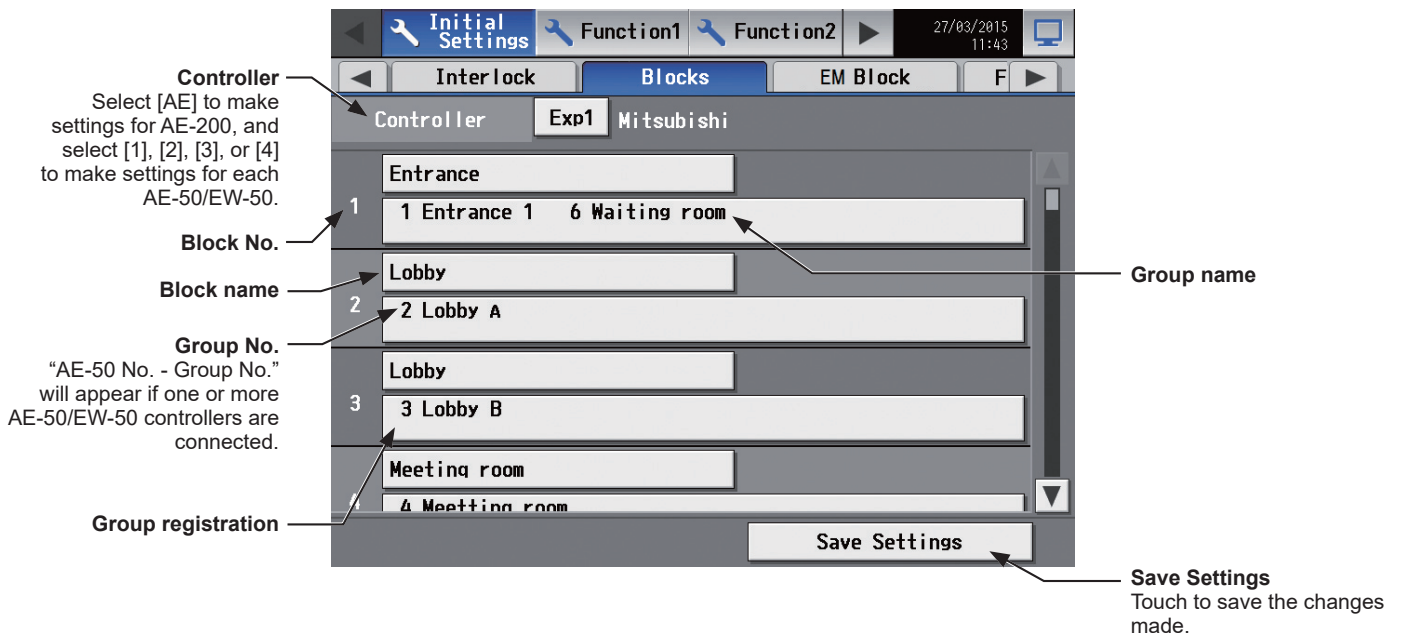 Initial
Settings
Function1
Function2
27/03/2015
11:43
Interlock
Blocks
EM Block
F
Controller
Exp1
Mitsubishi
1
Entrance
1 Entrance 1 6 Waiting room
2
Lobby
2 Lobby A
3
Lobby
3 Lobby B
4
Meeting room
4 Meetting room
Save Settings
Controller
Select [AE] to make
settings for AE-200, and
select [1], [2], [3], or [4]
to make settings for each
AE-50/EW-50.
Block No.
Block name
Group No.
“AE-50 No. - Group No.”
will appear if one or more
AE-50/EW-50 controllers are
connected.
Group registration
Group name
Save Settings
Touch to save the changes
made.